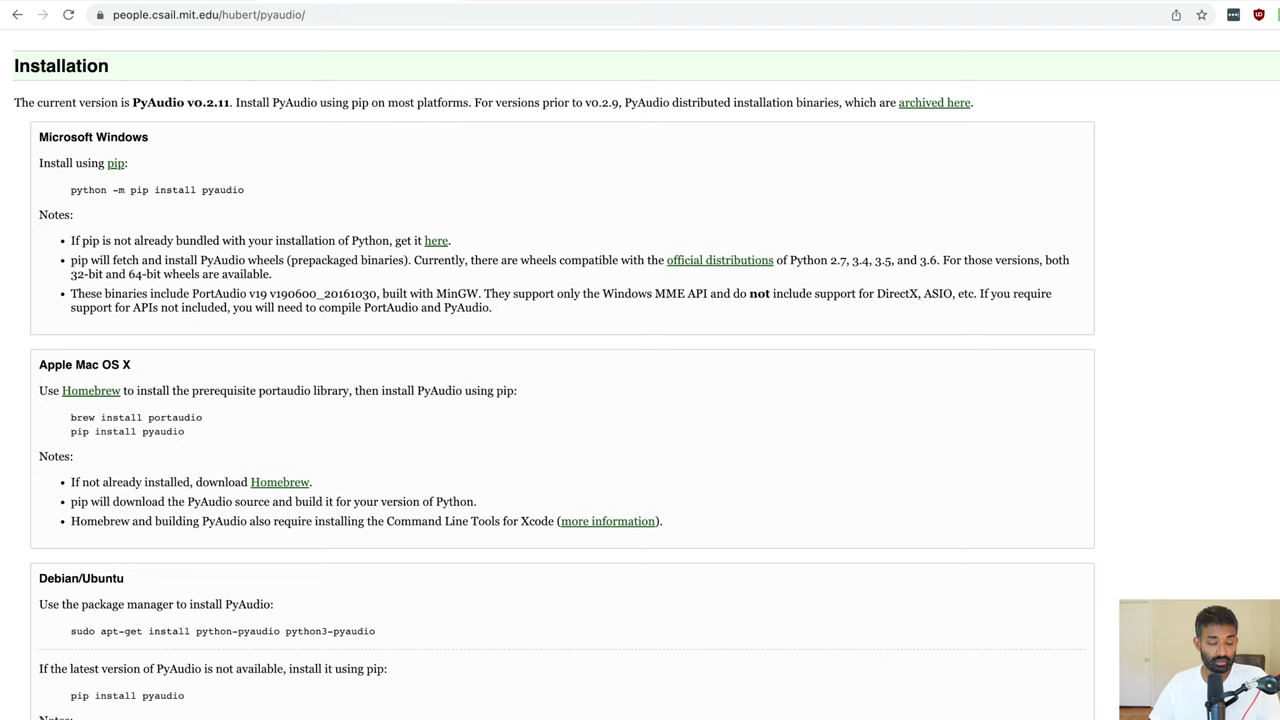 people.csail.mit.edu/hubert/pyaudio/
Installation
The current version is PyAudio v0.2.11. Install PyAudio using pip on most platforms. For versions prior to v0.2.9, PyAudio distributed installation binaries, which are archived here.
Microsoft Windows
Install using pip:
python -m pip install pyaudio
Notes:
• If pip is not already bundled with your installation of Python, get it here.
• pip will fetch and install PyAudio wheels (prepackaged binaries). Currently, there are wheels compatible with the official distributions of Python 2.7, 3.4, 3.5, and 3.6. For those versions, both
32-bit and 64-bit wheels are available.
• These binaries include PortAudio v19 v190600_20161030, built with MinGW. They support only the Windows MME API and do not include support for DirectX, ASIO, etc. If you require
support for APIs not included, you will need to compile PortAudio and PyAudio.
Apple Mac OS X
Use Homebrew to install the prerequisite portaudio library, then install PyAudio using pip:
brew install portaudio
pip install pyaudio
Notes:
• If not already installed, download Homebrew.
• pip will download the PyAudio source and build it for your version of Python.
• Homebrew and building PyAudio also require installing the Command Line Tools for Xcode (more information).
Debian/Ubuntu
Use the package manager to install PyAudio:
sudo apt-get install python-pyaudio python3-pyaudio
If the latest version of PyAudio is not available, install it using pip:
pip install pyaudio
Notes: